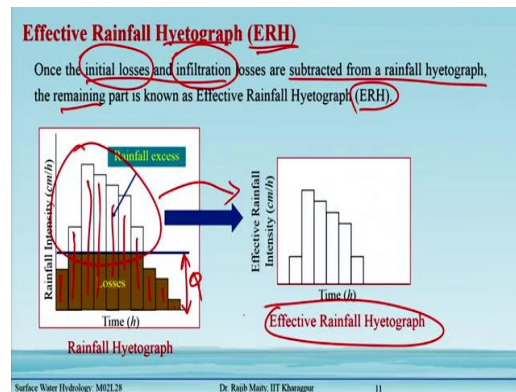 Effective Rainfall Hyetograph (ERH)
Once the initial losses and infiltration losses are subtracted from a rainfall hyetograph,
the remaining part is known as Effective Rainfall Hyetograph (ERH).
Rainfall Intensity (cm/h)
Rainfall excess
Losses
φ
Time (h)
Rainfall Hyetograph
Effective Rainfall
Intensity (cm/h)
Time (h)
Effective Rainfall Hyetograph
Surface Water Hydrology: M02L28
Dr. Rajib Maity, IIT Kharagpur
11